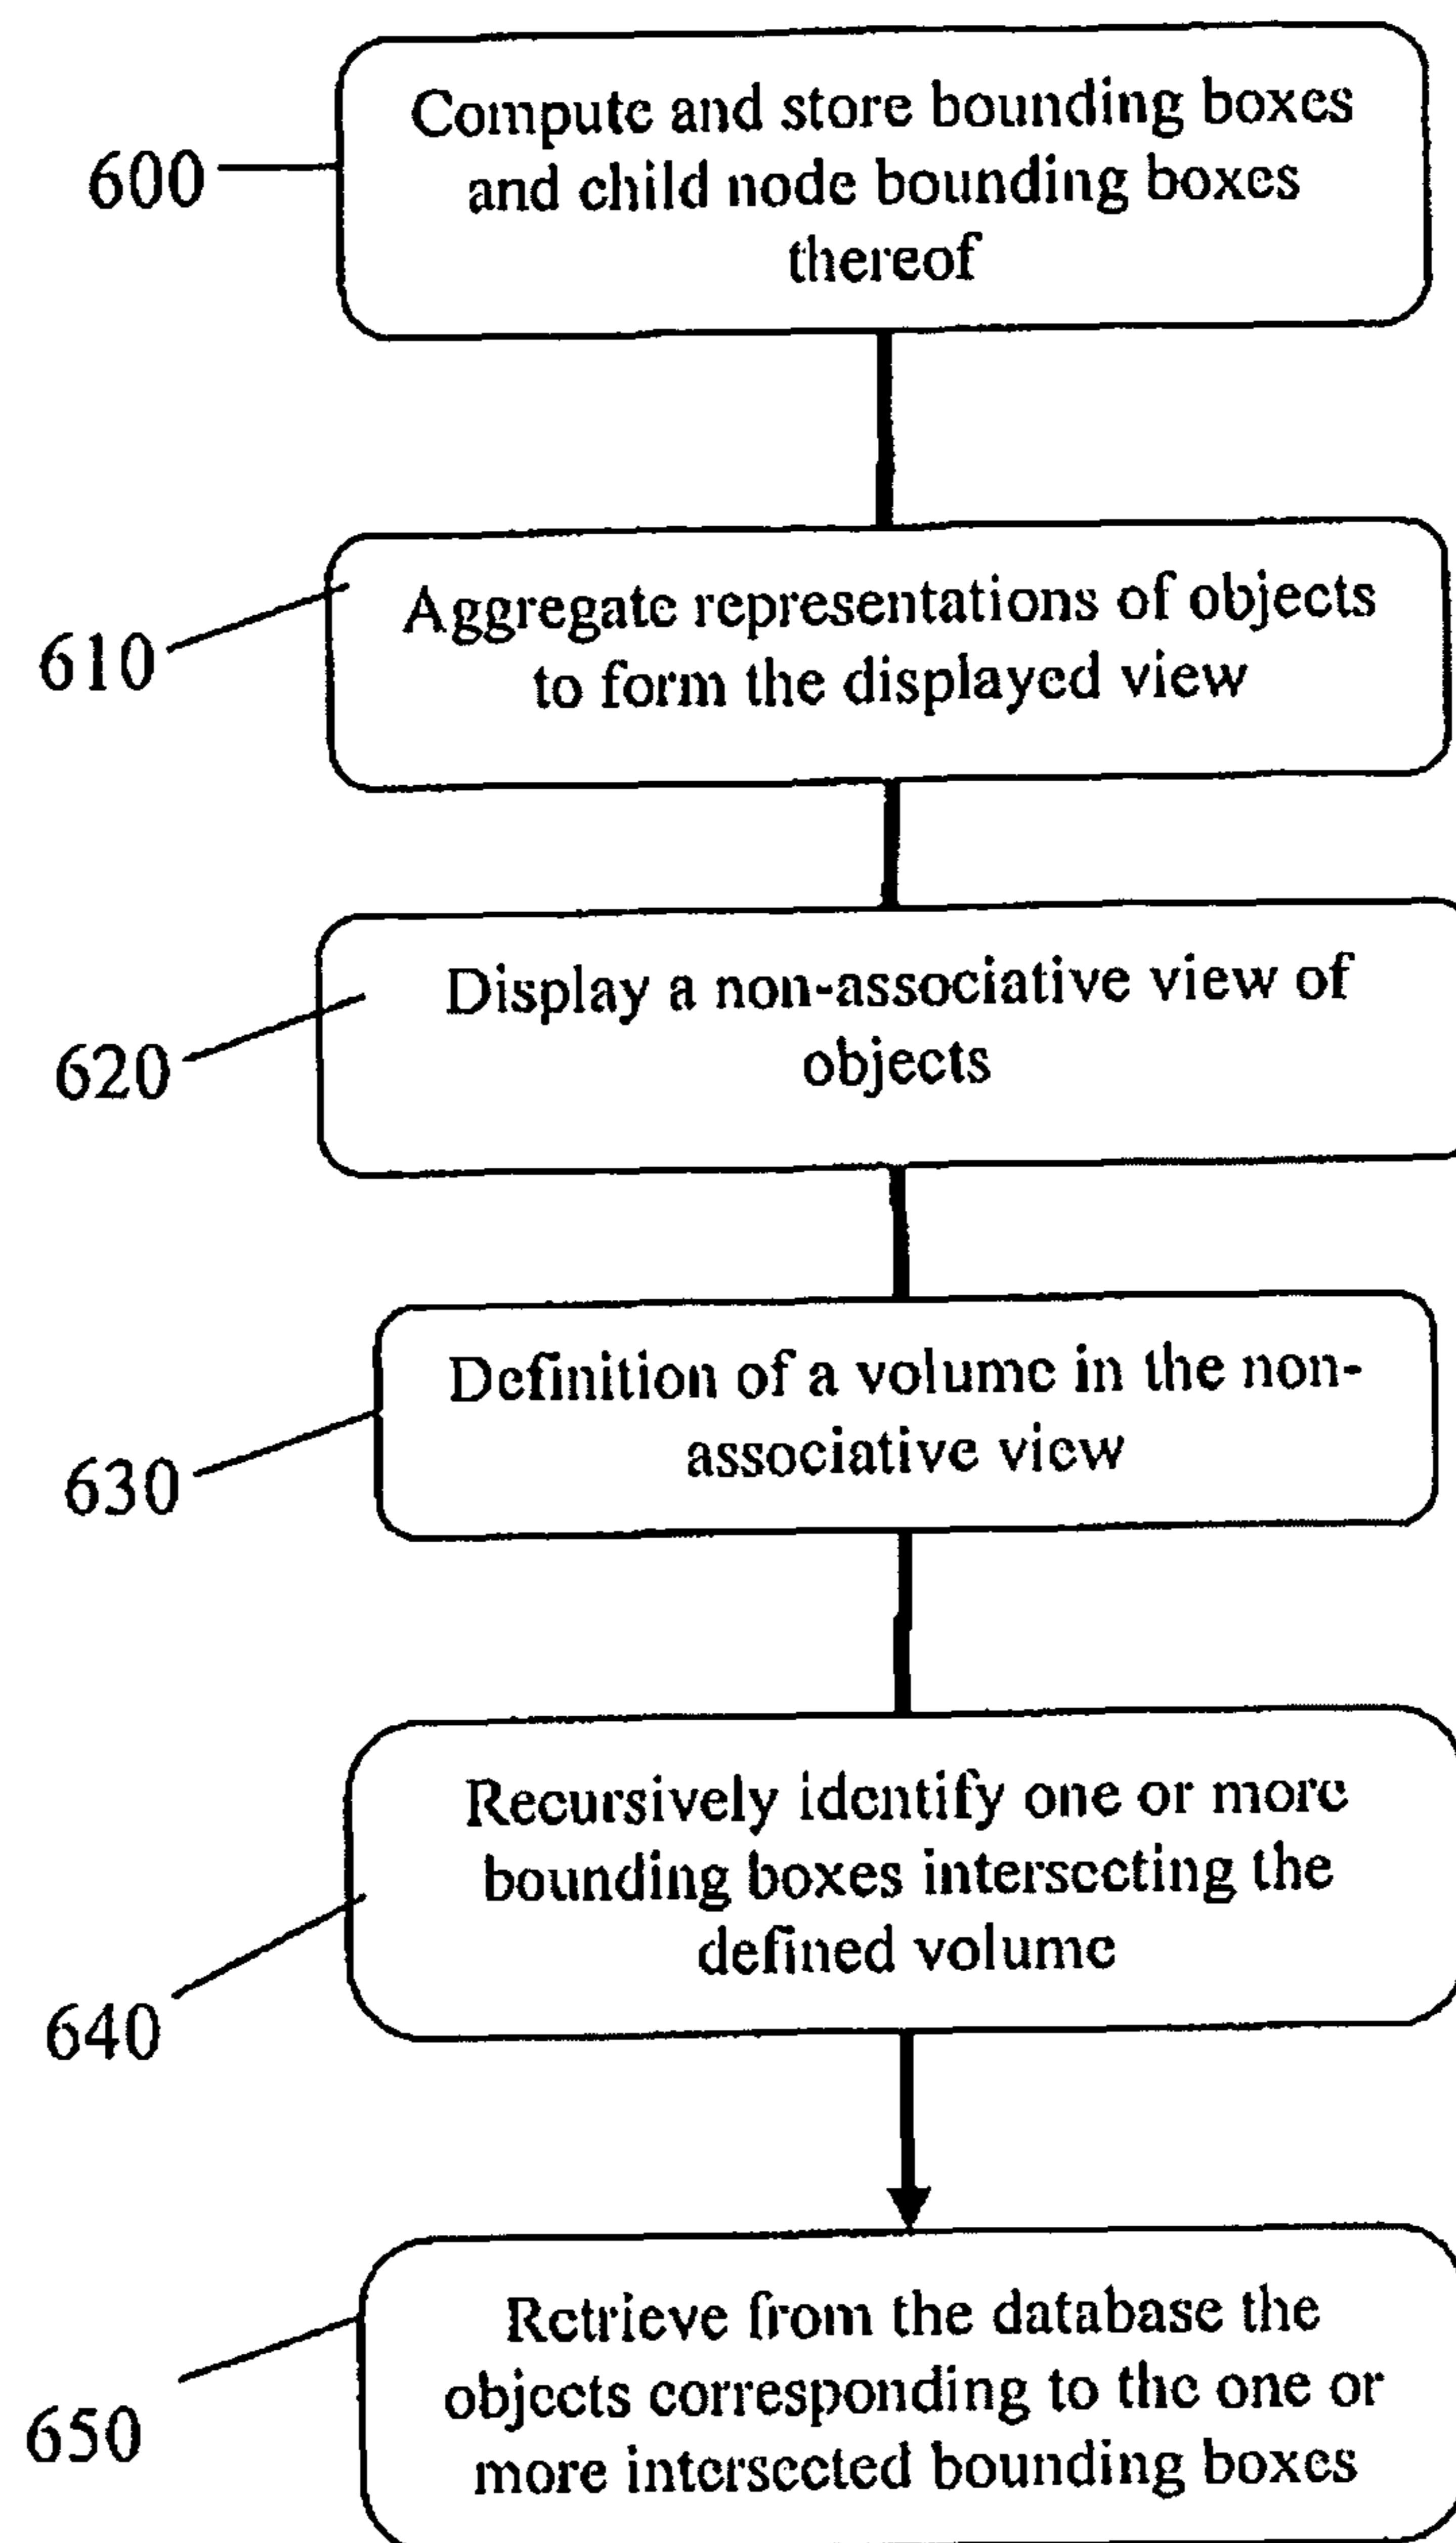 600
Compute and store bounding boxes
and child node bounding boxes
thereof
610
Aggregate representations of objects
to form the displayed view
620
Display a non-associative view of
objects
630
Definition of a volume in the non-
associative view
640
Recursively identify one or more
bounding boxes intersecting the
defined volume
650
Retrieve from the database the
objects corresponding to the one or
more intersected bounding boxes